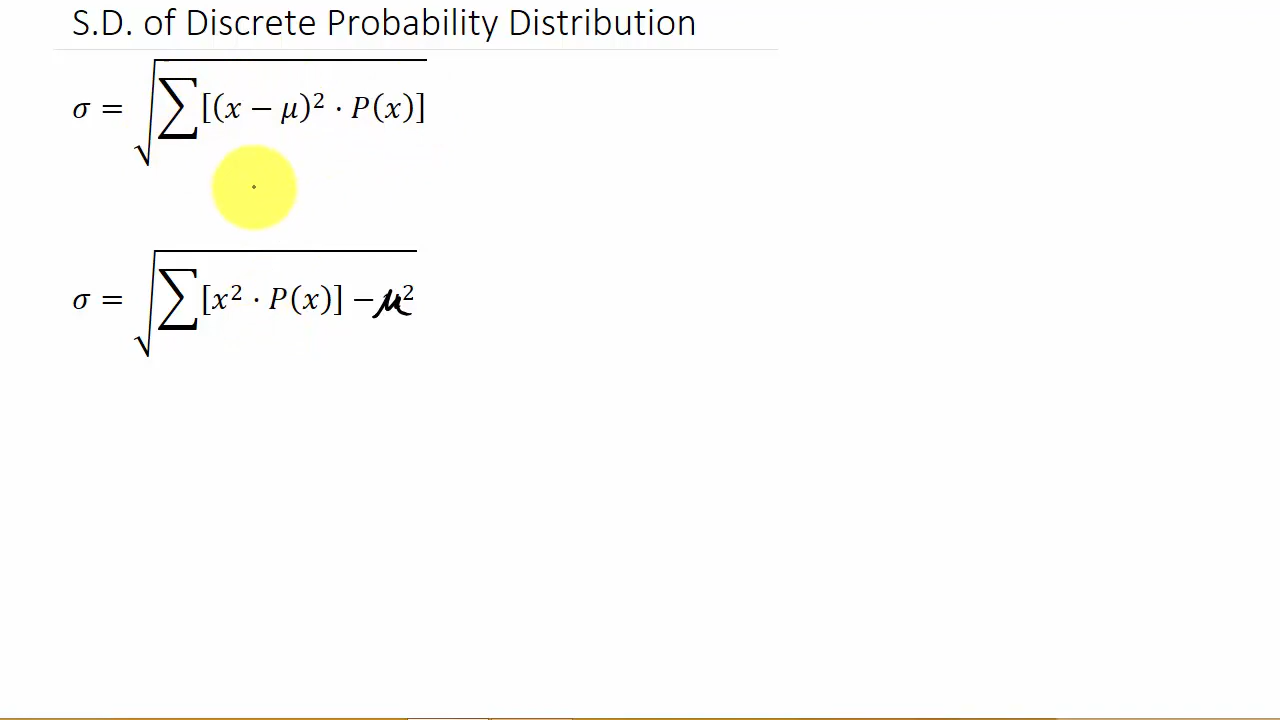 S.D. of Discrete Probability Distribution
σ = √∑[(x − μ)² · P(x)]
σ = √∑[x² · P(x)] − μ²